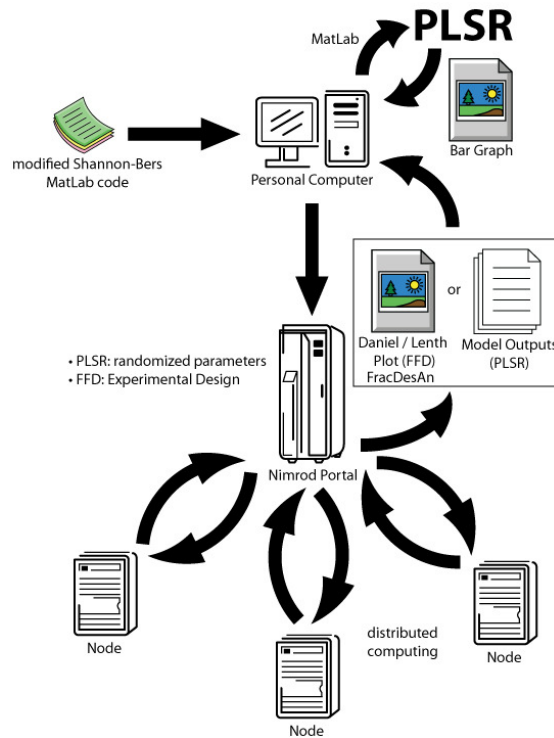 MatLab
PLSR
Bar Graph
modified Shannon-Bers
MatLab code
Personal Computer
or
Daniel / Lenth
Plot (FFD)
FracDesAn
Model Outputs
(PLSR)
• PLSR: randomized parameters
• FFD: Experimental Design
Nimrod Portal
Node
distributed
computing
Node
Node